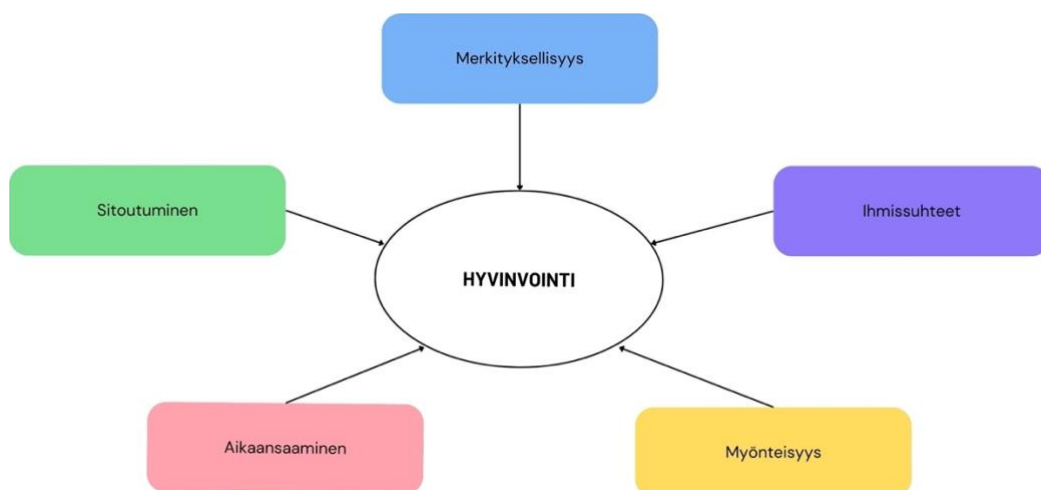 Merkityksellisyys
Sitoutuminen
Ihmissuhteet
HYVINVOINTI
Aikaansaaminen
Myönteisyys